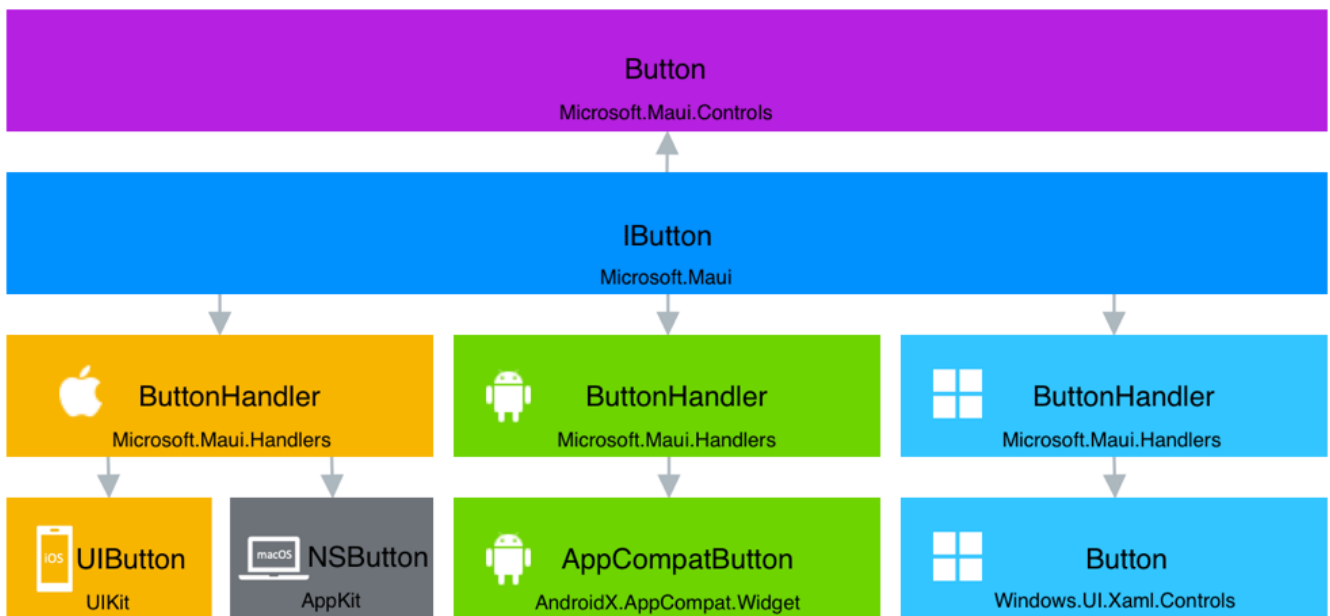 Button
Microsoft.Maui.Controls
IButton
Microsoft.Maui
ButtonHandler
Microsoft.Maui.Handlers
ButtonHandler
Microsoft.Maui.Handlers
ButtonHandler
Microsoft.Maui.Handlers
iOS
UIButton
UIKit
macOS
NSButton
AppKit
AppCompatButton
AndroidX.AppCompat.Widget
Button
Windows.UI.Xaml.Controls